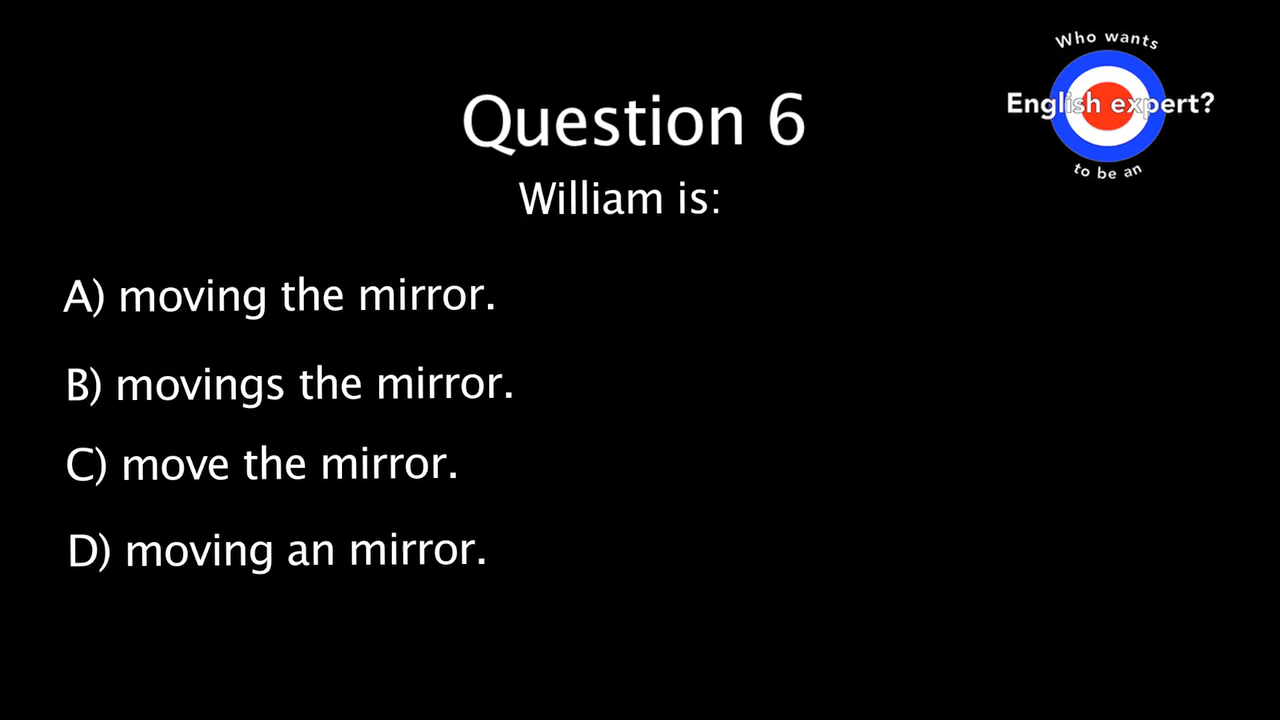 Who wants
English expert?
to be an
Question 6
William is:
A) moving the mirror.
B) movings the mirror.
C) move the mirror.
D) moving an mirror.